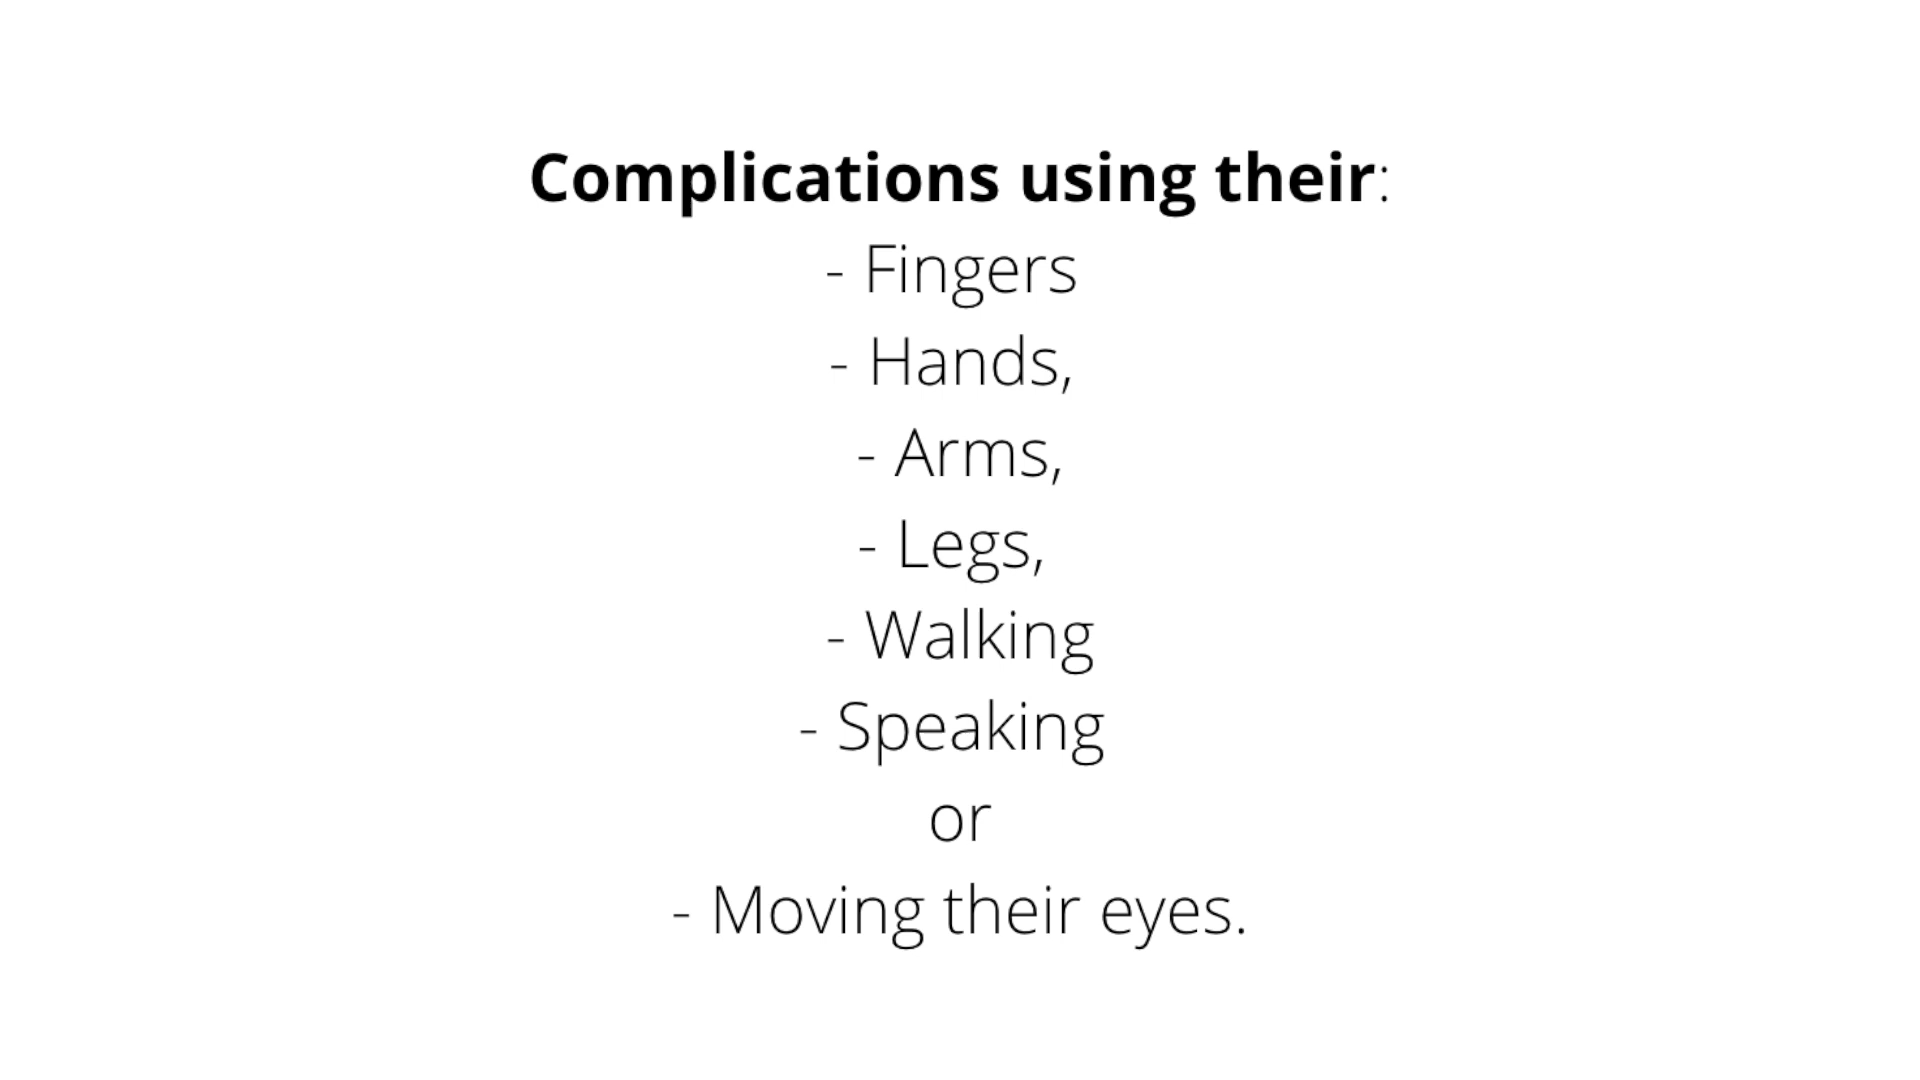 Complications using their:
- Fingers
- Hands,
- Arms,
- Legs,
- Walking
- Speaking
or
- Moving their eyes.